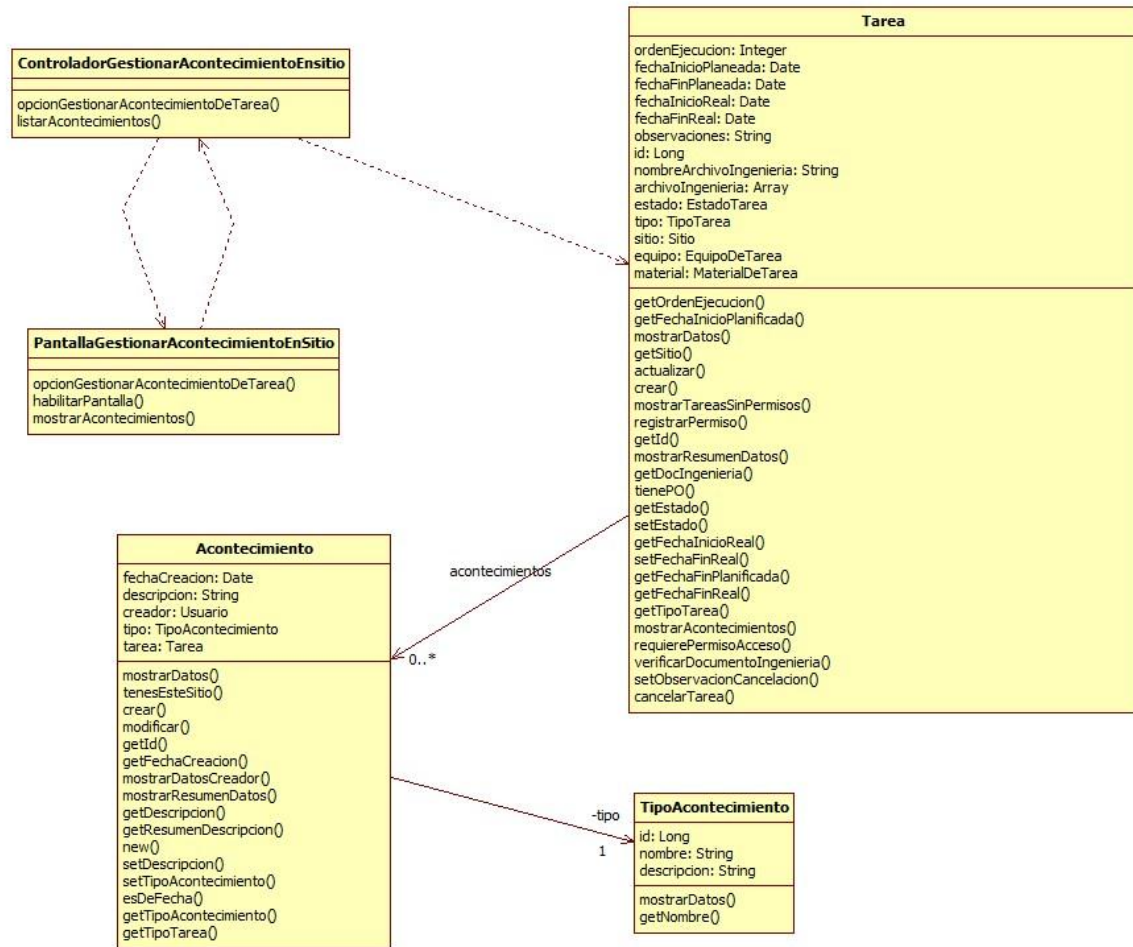 ControladorGestionarAcontecimientoEnsitio
opcionGestionarAcontecimientoDeTarea()
listarAcontecimientos()
PantallaGestionarAcontecimientoEnSitio
opcionGestionarAcontecimientoDeTarea()
habilitarPantalla()
mostrarAcontecimientos()
Tarea
ordenEjecucion: Integer
fechaInicioPlaneada: Date
fechaFinPlaneada: Date
fechaInicioReal: Date
fechaFinReal: Date
observaciones: String
id: Long
nombreArchivoIngenieria: String
archivoIngenieria: Array
estado: EstadoTarea
tipo: TipoTarea
sitio: Sitio
equipo: EquipoDeTarea
material: MaterialDeTarea
getOrdenEjecucion()
getFechaInicioPlanificada()
mostrarDatos()
getSitio()
actualizar()
crear()
mostrarTareasSinPermisos()
registrarPermiso()
getId()
mostrarResumenDatos()
getDocIngenieria()
tienePO()
getEstado()
setEstado()
getFechaInicioReal()
setFechaFinReal()
getFechaFinPlanificada()
getFechaFinReal()
getTipoTarea()
mostrarAcontecimientos()
requierePermisoAcceso()
verificarDocumentoIngenieria()
setObservacionCancelacion()
cancelarTarea()
acontecimientos
0..*
Acontecimiento
fechaCreacion: Date
descripcion: String
creador: Usuario
tipo: TipoAcontecimiento
tarea: Tarea
mostrarDatos()
tenesEsteSitio()
crear()
modificar()
getId()
getFechaCreacion()
mostrarDatosCreador()
mostrarResumenDatos()
getDescripcion()
getResumenDescripcion()
new()
setDescripcion()
setTipoAcontecimiento()
esDeFecha()
getTipoAcontecimiento()
getTipoTarea()
-tipo
1
TipoAcontecimiento
id: Long
nombre: String
descripcion: String
mostrarDatos()
getNombre()